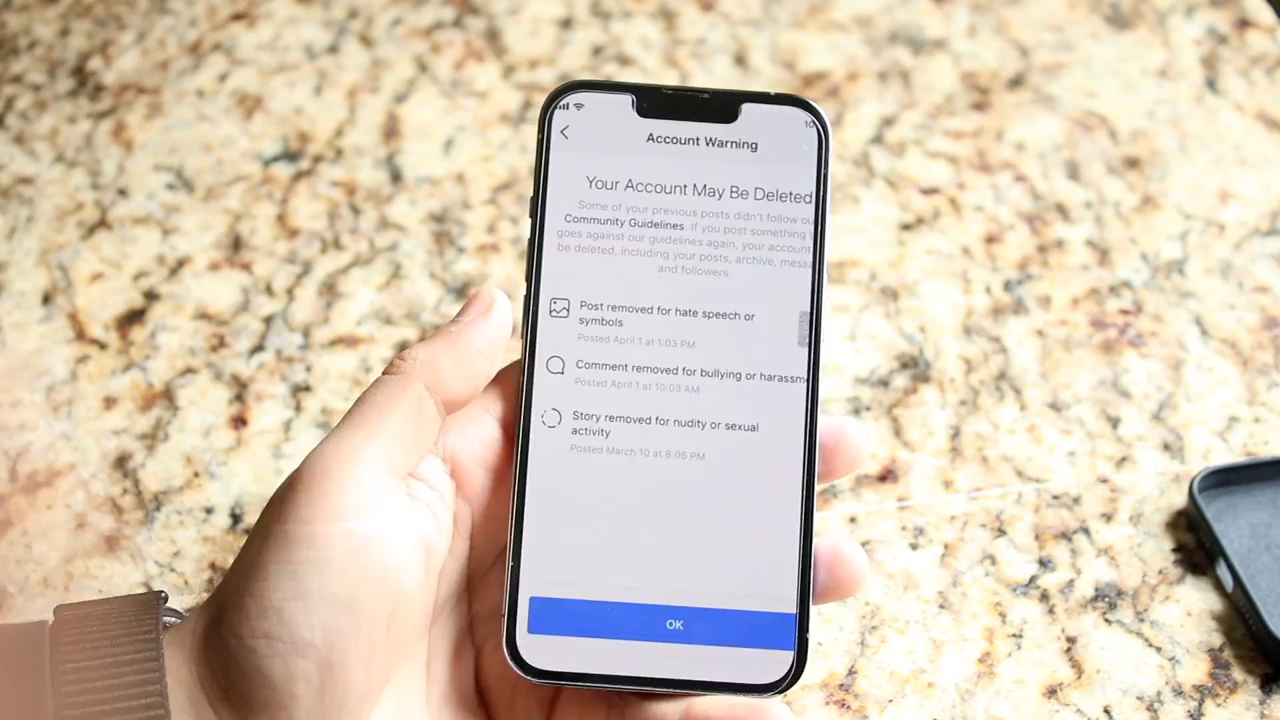 10
Account Warning
Your Account May Be Deleted
Some of your previous posts didn't follow
Community Guidelines. If you post something
goes against our guidelines again, your account
be deleted, including your posts, archive,
and followers.
Post removed for hate speech or
symbols
Posted April 1 at 1:03 PM
Comment removed for bullying or
Posted April 1 at 10:03 AM
Story removed for nudity or sexual
activity
Posted March 10 at 8:05 PM
OK